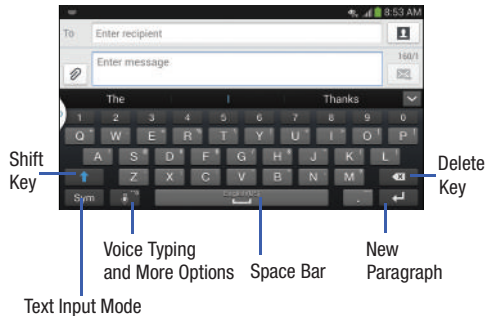 8:53 AM
To Enter recipient
Enter message
160/1
The I Thanks
1 2 3 4 5 6 7 8 9 0
Q W E R T Y U I O P
A S D F G H J K L
Z X C V B N M
Sym .
Shift
Key
Delete
Key
Voice Typing
and More Options
Space Bar
New
Paragraph
Text Input Mode